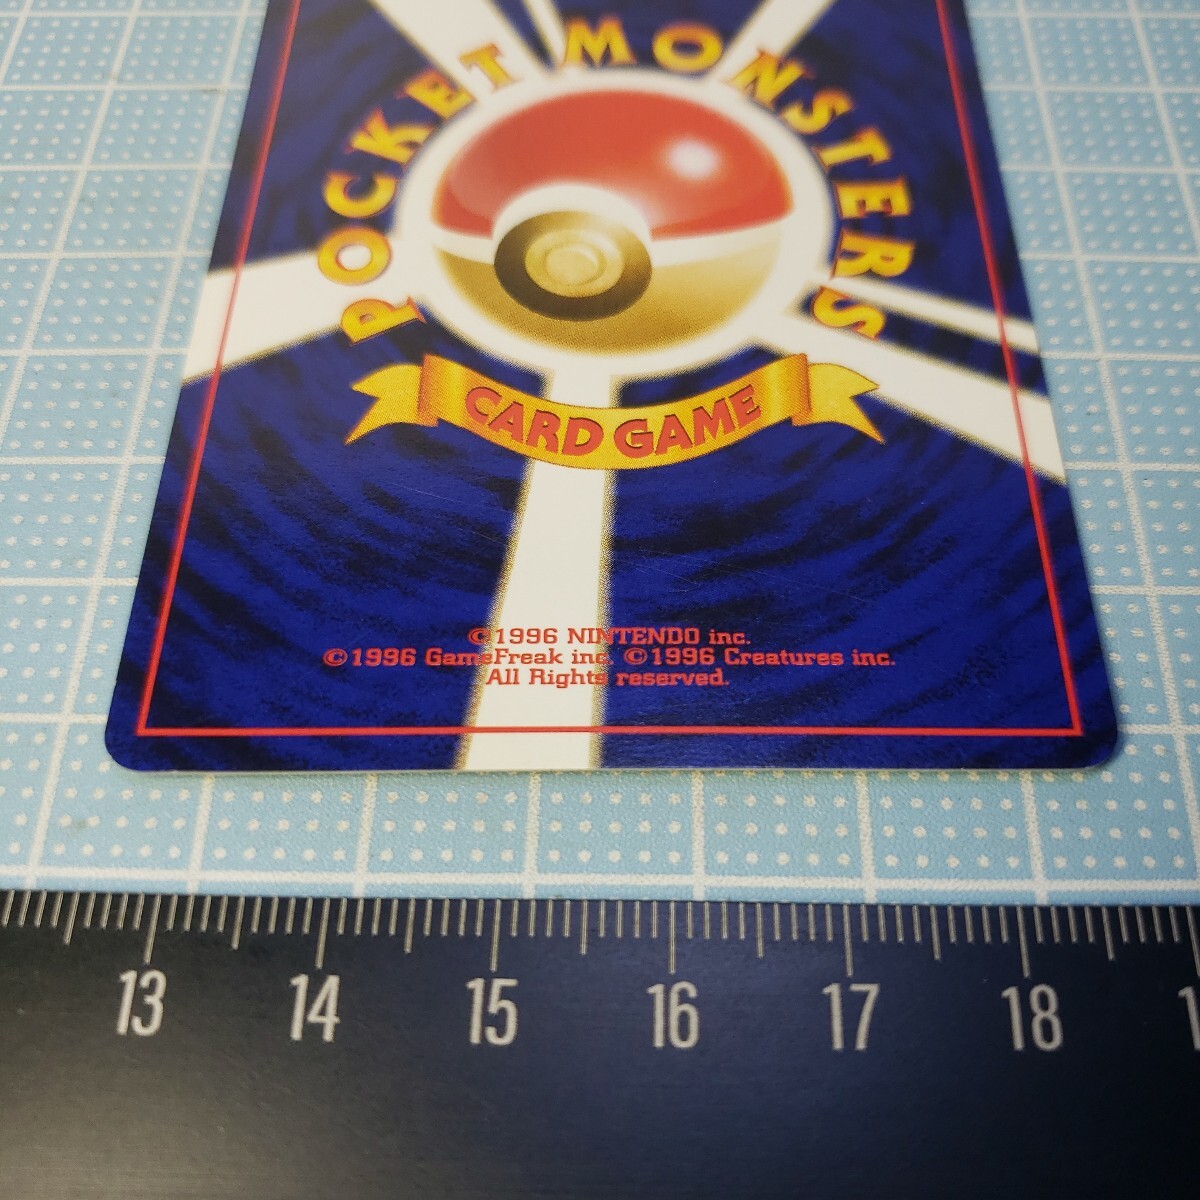 POCKET MONSTERS
CARD GAME
©1996 NINTENDO inc.
©1996 GameFreak inc. ©1996 Creatures inc.
All Rights reserved.
13 14 15 16 17 18